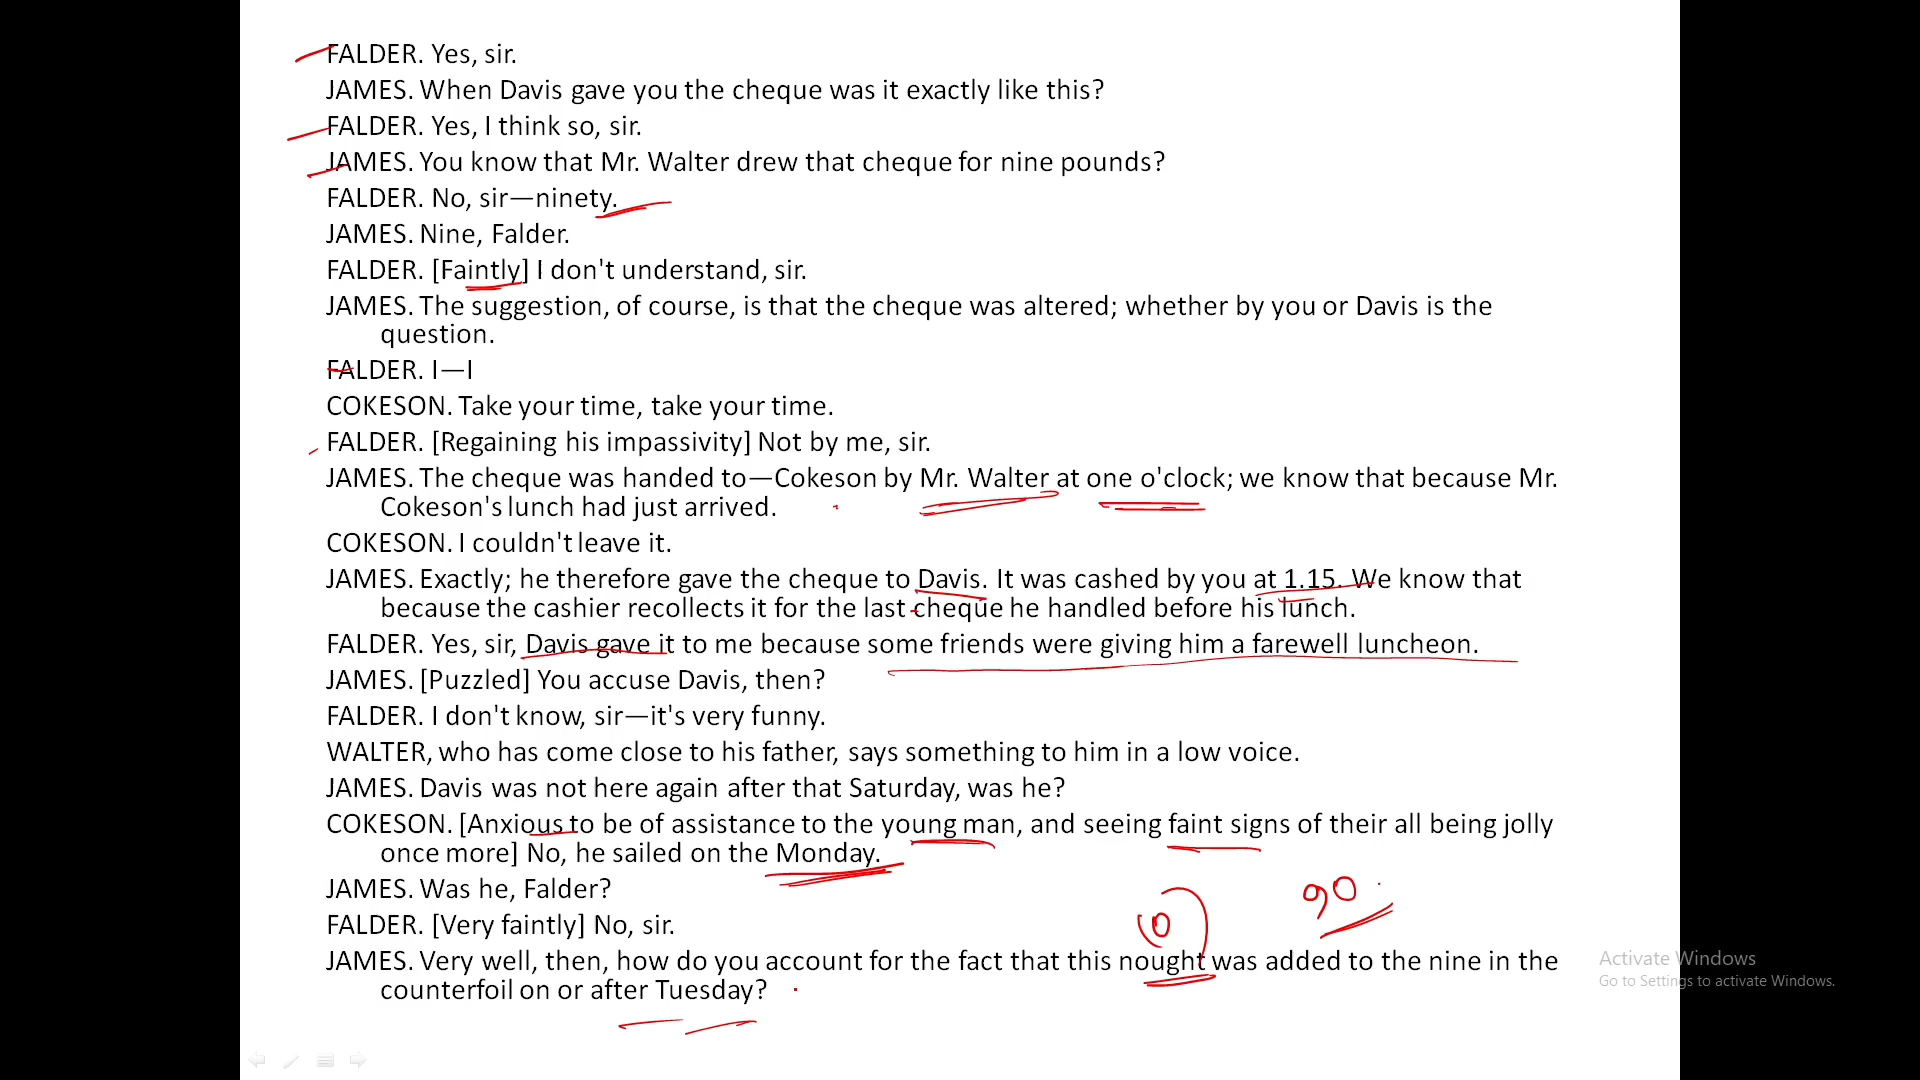 FALDER. Yes, sir.
JAMES. When Davis gave you the cheque was it exactly like this?
FALDER. Yes, I think so, sir.
JAMES. You know that Mr. Walter drew that cheque for nine pounds?
FALDER. No, sir—ninety.
JAMES. Nine, Falder.
FALDER. [Faintly] I don't understand, sir.
JAMES. The suggestion, of course, is that the cheque was altered; whether by you or Davis is the
question.
FALDER. I—I
COKESON. Take your time, take your time.
FALDER. [Regaining his impassivity] Not by me, sir.
JAMES. The cheque was handed to—Cokeson by Mr. Walter at one o'clock; we know that because Mr.
Cokeson's lunch had just arrived.
COKESON. I couldn't leave it.
JAMES. Exactly; he therefore gave the cheque to Davis. It was cashed by you at 1.15. We know that
because the cashier recollects it for the last cheque he handled before his lunch.
FALDER. Yes, sir, Davis gave it to me because some friends were giving him a farewell luncheon.
JAMES. [Puzzled] You accuse Davis, then?
FALDER. I don't know, sir—it's very funny.
WALTER, who has come close to his father, says something to him in a low voice.
JAMES. Davis was not here again after that Saturday, was he?
COKESON. [Anxious to be of assistance to the young man, and seeing faint signs of their all being jolly
once more] No, he sailed on the Monday.
JAMES. Was he, Falder?
FALDER. [Very faintly] No, sir.
0
90
JAMES. Very well, then, how do you account for the fact that this nought was added to the nine in the
counterfoil on or after Tuesday?
Activate Windows
Go to Settings to activate Windows.